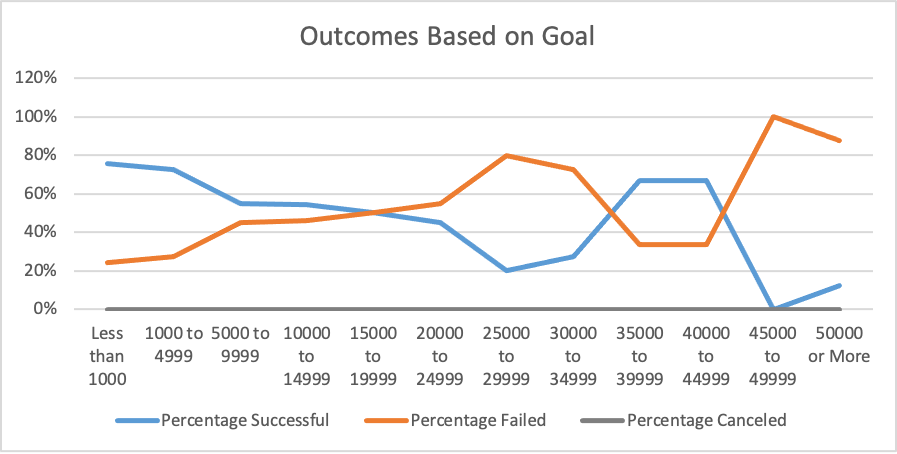 Outcomes Based on Goal
120%
100%
80%
60%
40%
20%
0%
Less than 1000
1000 to 4999
5000 to 9999
10000 to 14999
15000 to 19999
20000 to 24999
25000 to 29999
30000 to 34999
35000 to 39999
40000 to 44999
45000 to 49999
50000 or More
Percentage Successful
Percentage Failed
Percentage Canceled